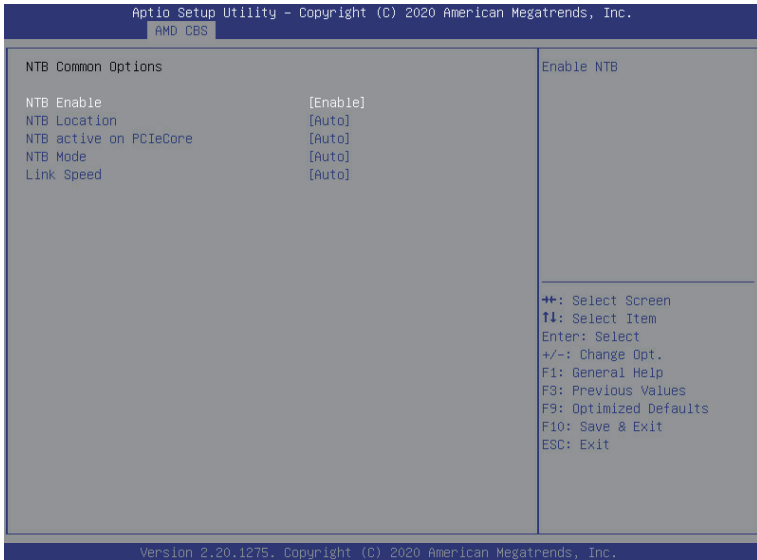 Aptio Setup Utility – Copyright (C) 2020 American Megatrends, Inc.
AMD CBS
NTB Common Options
NTB Enable [Enable]
NTB Location [Auto]
NTB active on PCIeCore [Auto]
NTB Mode [Auto]
Link Speed [Auto]
Enable NTB
→←: Select Screen
↑↓: Select Item
Enter: Select
+/-: Change Opt.
F1: General Help
F3: Previous Values
F9: Optimized Defaults
F10: Save & Exit
ESC: Exit
Version 2.20.1275. Copyright (C) 2020 American Megatrends, Inc.